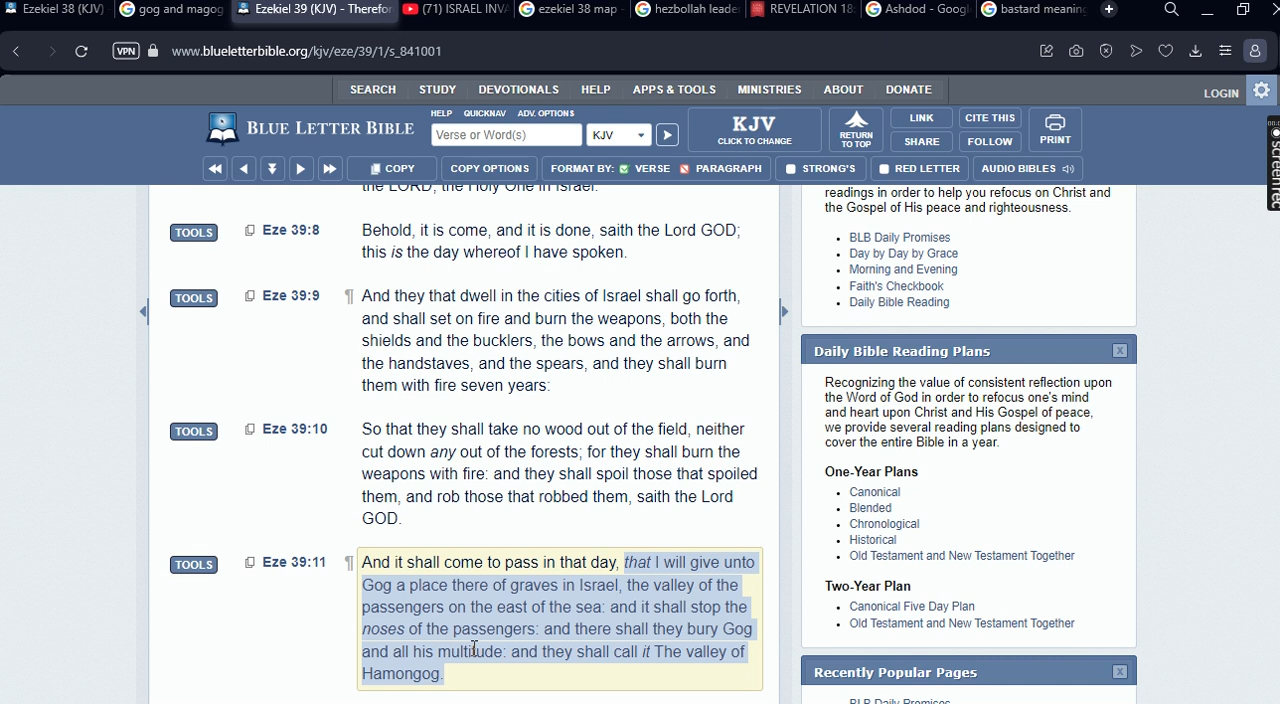 Ezekiel 38 (KJV)
gog and magog
Ezekiel 39 (KJV) - Therefor
(71) ISRAEL INVA
ezekiel 38 map -
hezbollah leade
REVELATION 18:
Ashdod - Googl
bastard meaning
VPN
www.blueletterbible.org/kjv/eze/39/1/s_841001
SEARCH STUDY DEVOTIONALS HELP APPS & TOOLS MINISTRIES ABOUT DONATE
LOGIN
BLUE LETTER BIBLE
HELP QUICKNAV ADV. OPTIONS
Verse or Word(s)
KJV
KJV
CLICK TO CHANGE
RETURN
TO TOP
LINK
CITE THIS
SHARE
FOLLOW
PRINT
COPY
COPY OPTIONS
FORMAT BY: VERSE PARAGRAPH
STRONG'S
RED LETTER
AUDIO BIBLES
screenrec
the LORD, the Holy One in Israel.
TOOLS
Eze 39:8
Behold, it is come, and it is done, saith the Lord GOD;
this is the day whereof I have spoken.
TOOLS
Eze 39:9
¶ And they that dwell in the cities of Israel shall go forth,
and shall set on fire and burn the weapons, both the
shields and the bucklers, the bows and the arrows, and
the handstaves, and the spears, and they shall burn
them with fire seven years:
TOOLS
Eze 39:10
So that they shall take no wood out of the field, neither
cut down any out of the forests; for they shall burn the
weapons with fire: and they shall spoil those that spoiled
them, and rob those that robbed them, saith the Lord
GOD.
TOOLS
Eze 39:11
¶ And it shall come to pass in that day, that I will give unto
Gog a place there of graves in Israel, the valley of the
passengers on the east of the sea: and it shall stop the
noses of the passengers: and there shall they bury Gog
and all his multitude: and they shall call it The valley of
Hamongog.
readings in order to help you refocus on Christ and
the Gospel of His peace and righteousness.
• BLB Daily Promises
• Day by Day by Grace
• Morning and Evening
• Faith's Checkbook
• Daily Bible Reading
Daily Bible Reading Plans
X
Recognizing the value of consistent reflection upon
the Word of God in order to refocus one's mind
and heart upon Christ and His Gospel of peace,
we provide several reading plans designed to
cover the entire Bible in a year.
One-Year Plans
• Canonical
• Blended
• Chronological
• Historical
• Old Testament and New Testament Together
Two-Year Plan
• Canonical Five Day Plan
• Old Testament and New Testament Together
Recently Popular Pages
X
BLB Daily Promises